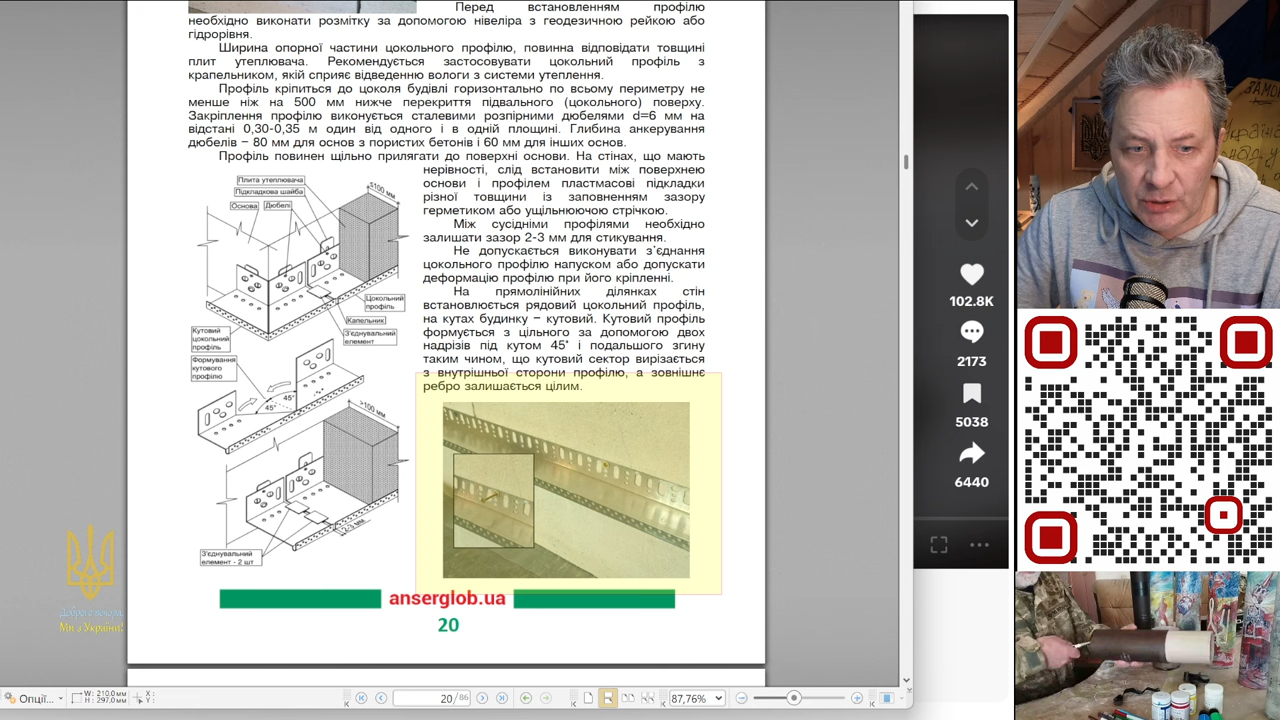 Перед встановленням профілю
необхідно виконати розмітку за допомогою нівеліра з геодезичною рейкою або
гідрорівня.
Ширина опорної частини цокольного профілю, повинна відповідати товщині
плит утеплювача. Рекомендується застосовувати цокольний профіль з
крапельником, якій сприяє відведенню вологи з системи утеплення.
Профіль кріпиться до цоколя будівлі горизонтально по всьому периметру не
менше ніж на 500 мм нижче перекриття підвального (цокольного) поверху.
Закріплення профілю виконується сталевими розпірними дюбелями d=6 мм на
відстані 0,30-0,35 м один від одного і в одній площині. Глибина анкерування
дюбелів – 80 мм для основ з пористих бетонів і 60 мм для інших основ.
Профіль повинен щільно прилягати до поверхні основи. На стінах, що мають
нерівності, слід встановити між поверхнею
основи і профілем пластмасові підкладки
різної товщини із заповненням зазору
герметиком або ущільнюючою стрічкою.
Між сусідніми профілями необхідно
залишати зазор 2-3 мм для стикування.
Не допускається виконувати з’єднання
цокольного профілю напуском або допускати
деформацію профілю при його кріпленні.
На прямолінійних ділянках стін
встановлюється рядовий цокольний профіль,
на кутах будинку – кутовий. Кутовий профіль
формується з цільного за допомогою двох
надрізів під кутом 45° і подальшого згину
таким чином, що кутовий сектор вирізається
з внутрішньої сторони профілю, а зовнішнє
ребро залишається цілим.
Плита утеплювача
Підкладкова шайба
Основа
Дюбелі
≤100 мм
Цокольний
профіль
Капельник
З'єднувальний
елемент
Кутовий
цокольний
профіль
Формування
кутового
профілю
45°
45°
>100 мм
З'єднувальний
елемент - 2 шт
anserglob.ua
20
Ми з України!
Опції...
W: 210.0мм
H: 297.0мм
X:
Y:
20 /86
87,76%
102.8K
2173
5038
6440